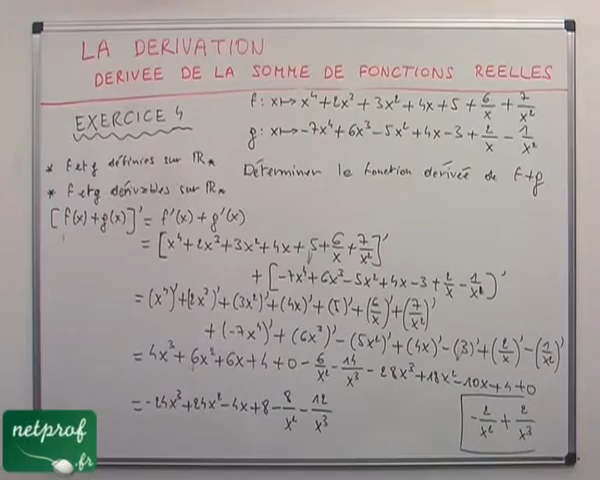 LA DERIVATION
DERIVEE DE LA SOMME DE FONCTIONS REELLES
EXERCICE 4
f: x ↦ x⁴+2x³+3x²+4x+5+6/x+7/x²
g: x ↦ -7x⁴+6x³-5x²+4x-3+2/x-1/x²
* f et g définies sur ℝ*
Déterminer la fonction dérivée de f+g
* f et g dérivables sur ℝ*
[f(x)+g(x)]' = f'(x)+g'(x)
= [x⁴+2x³+3x²+4x+5+6/x+7/x²]'
+ [-7x⁴+6x³-5x²+4x-3+2/x-1/x²]'
= (x⁴)'+(2x³)'+(3x²)'+(4x)'+(5)'+(6/x)'+(7/x²)'
+(-7x⁴)'+(6x³)'-(5x²)'+(4x)'-(3)'+(2/x)'-(1/x²)'
= 4x³+6x²+6x+4+0-6/x²-14/x³-28x³+18x²-10x+4+0
-2/x²+2/x³
= -24x³+24x²-4x+8-8/x²-12/x³
netprof
.fr